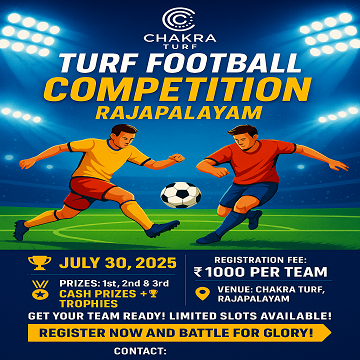 CHAKRA
TURF
TURF FOOTBALL
COMPETITION
RAJAPALAYAM
JULY 30, 2025
PRIZES: 1st, 2nd & 3rd
CASH PRIZES +
TROPHIES
REGISTRATION FEE:
₹ 1000 PER TEAM
VENUE: CHAKRA TURF,
RAJAPALAYAM
GET YOUR TEAM READY! LIMITED SLOTS AVAILABLE!
REGISTER NOW AND BATTLE FOR GLORY!
CONTACT: